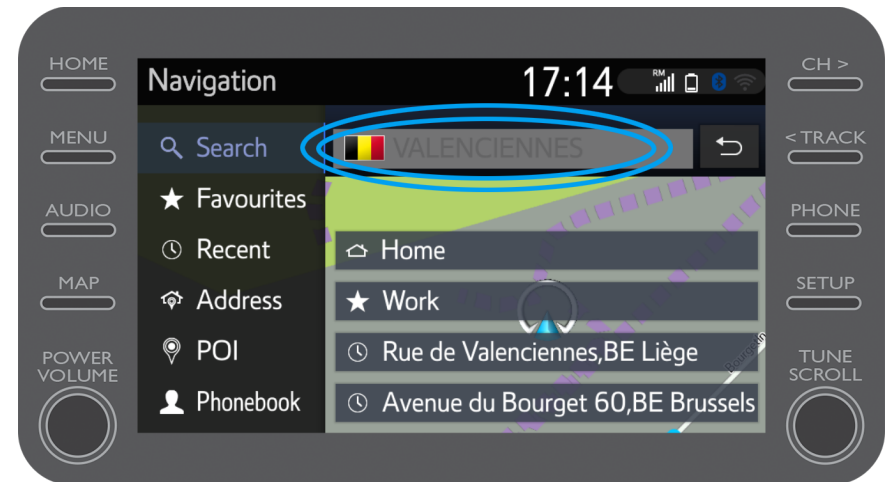 HOME
MENU
AUDIO
MAP
POWER
VOLUME
Navigation 17:14 RM
Search
Favourites
Recent
Address
POI
Phonebook
VALENCIENNES
Home
Work
Rue de Valenciennes,BE Liège
Avenue du Bourget 60,BE Brussels
CH >
< TRACK
PHONE
SETUP
TUNE
SCROLL